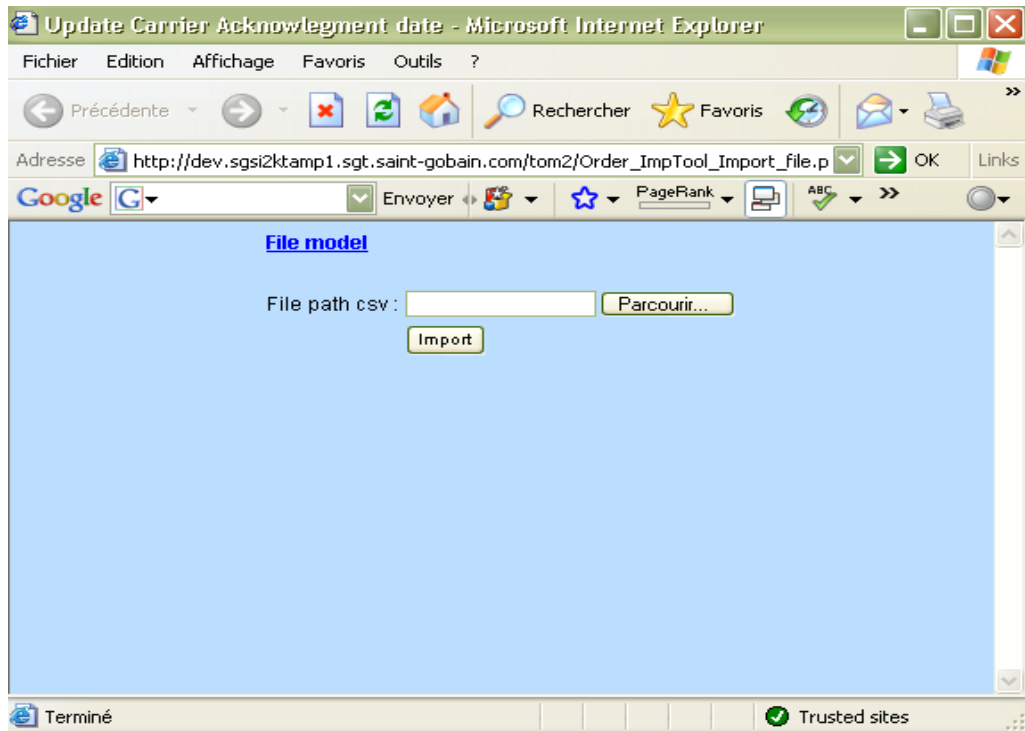 Update Carrier Acknowlegment date - Microsoft Internet Explorer
Fichier Edition Affichage Favoris Outils ?
Précédente Rechercher Favoris »
Adresse http://dev.sgsi2ktamp1.sgt.saint-gobain.com/tom2/Order_ImpTool_Import_file.p OK Links
Google G Envoyer PageRank ABC »
File model
File path csv : Parcourir...
Import
Terminé Trusted sites